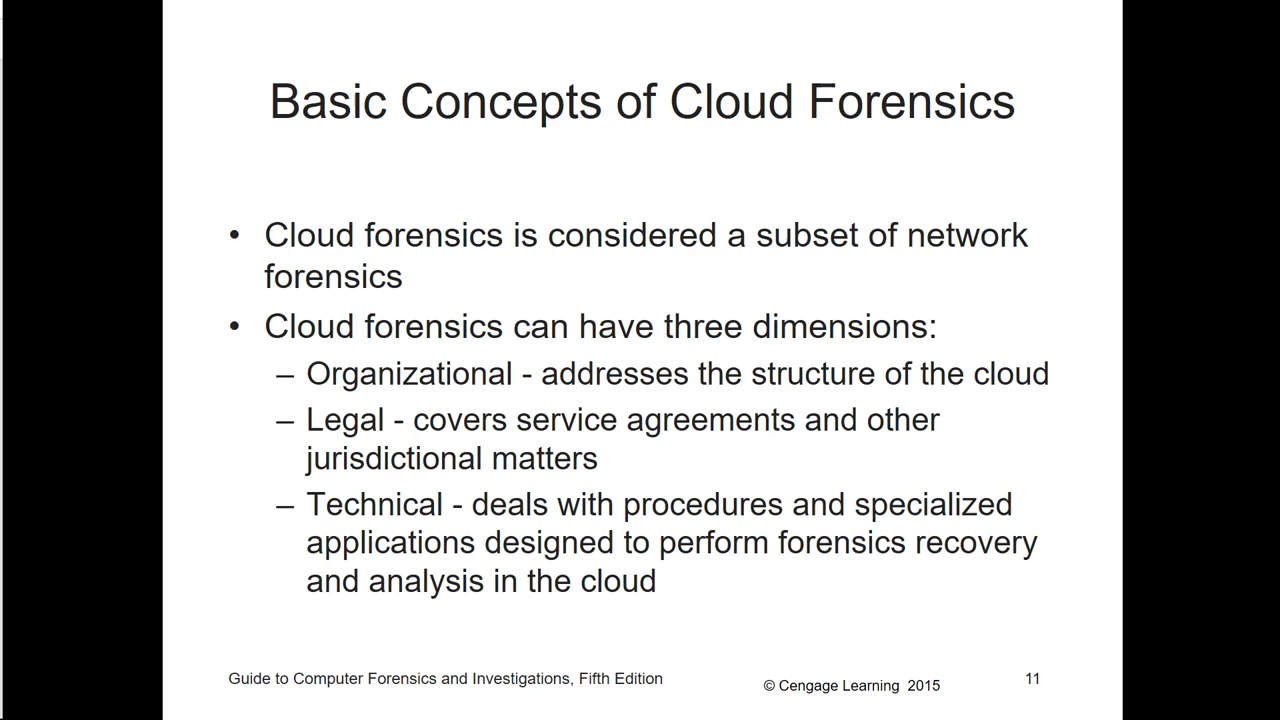 Basic Concepts of Cloud Forensics
• Cloud forensics is considered a subset of network
forensics
• Cloud forensics can have three dimensions:
– Organizational - addresses the structure of the cloud
– Legal - covers service agreements and other
jurisdictional matters
– Technical - deals with procedures and specialized
applications designed to perform forensics recovery
and analysis in the cloud
Guide to Computer Forensics and Investigations, Fifth Edition
© Cengage Learning 2015
11